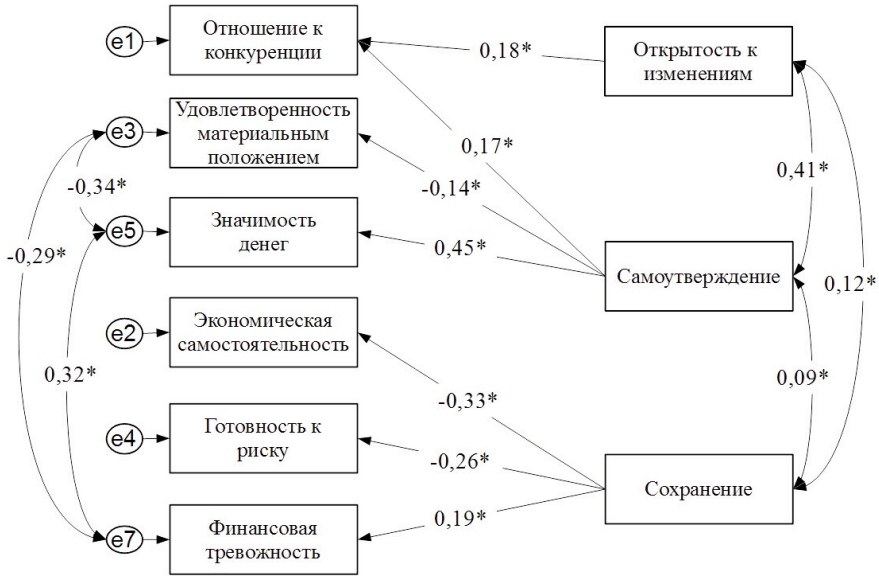 e1
Отношение к
конкуренции
0,18*
Открытость к
изменениям
e3
Удовлетворенность
материальным
положением
0,17*
-0,34*
-0,14*
0,41*
e5
Значимость
денег
0,45*
-0,29*
Самоутверждение
0,12*
e2
Экономическая
самостоятельность
0,32*
0,09*
-0,33*
e4
Готовность к
риску
-0,26*
Сохранение
0,19*
e7
Финансовая
тревожность